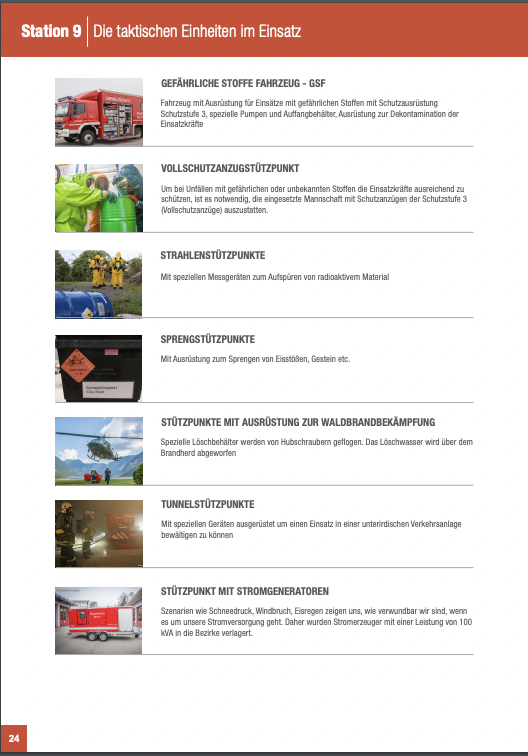 Station 9 | Die taktischen Einheiten im Einsatz
GEFÄHRLICHE STOFFE FAHRZEUG - GSF
Fahrzeug mit Ausrüstung für Einsätze mit gefährlichen Stoffen mit Schutzausrüstung
Schutzstufe 3, spezielle Pumpen und Auffangbehälter, Ausrüstung zur Dekontamination der
Einsatzkräfte
VOLLSCHUTZANZUGSTÜTZPUNKT
Um bei Unfällen mit gefährlichen oder unbekannten Stoffen die Einsatzkräfte ausreichend zu
schützen, ist es notwendig, die eingesetzte Mannschaft mit Schutzanzügen der Schutzstufe 3
(Vollschutzanzüge) auszustatten.
STRAHLENSTÜTZPUNKTE
Mit speziellen Messgeräten zum Aufspüren von radioaktivem Material
SPRENGSTÜTZPUNKTE
Mit Ausrüstung zum Sprengen von Eisstößen, Gestein etc.
STÜTZPUNKTE MIT AUSRÜSTUNG ZUR WALDBRANDBEKÄMPFUNG
Spezielle Löschbehälter werden von Hubschraubern geflogen. Das Löschwasser wird über dem
Brandherd abgeworfen
TUNNELSTÜTZPUNKTE
Mit speziellen Geräten ausgerüstet um einen Einsatz in einer unterirdischen Verkehrsanlage
bewältigen zu können
STÜTZPUNKT MIT STROMGENERATOREN
Szenarien wie Schneedruck, Windbruch, Eisregen zeigen uns, wie verwundbar wir sind, wenn
es um unsere Stromversorgung geht. Daher wurden Stromerzeuger mit einer Leistung von 100
kVA in die Bezirke verlagert.
24